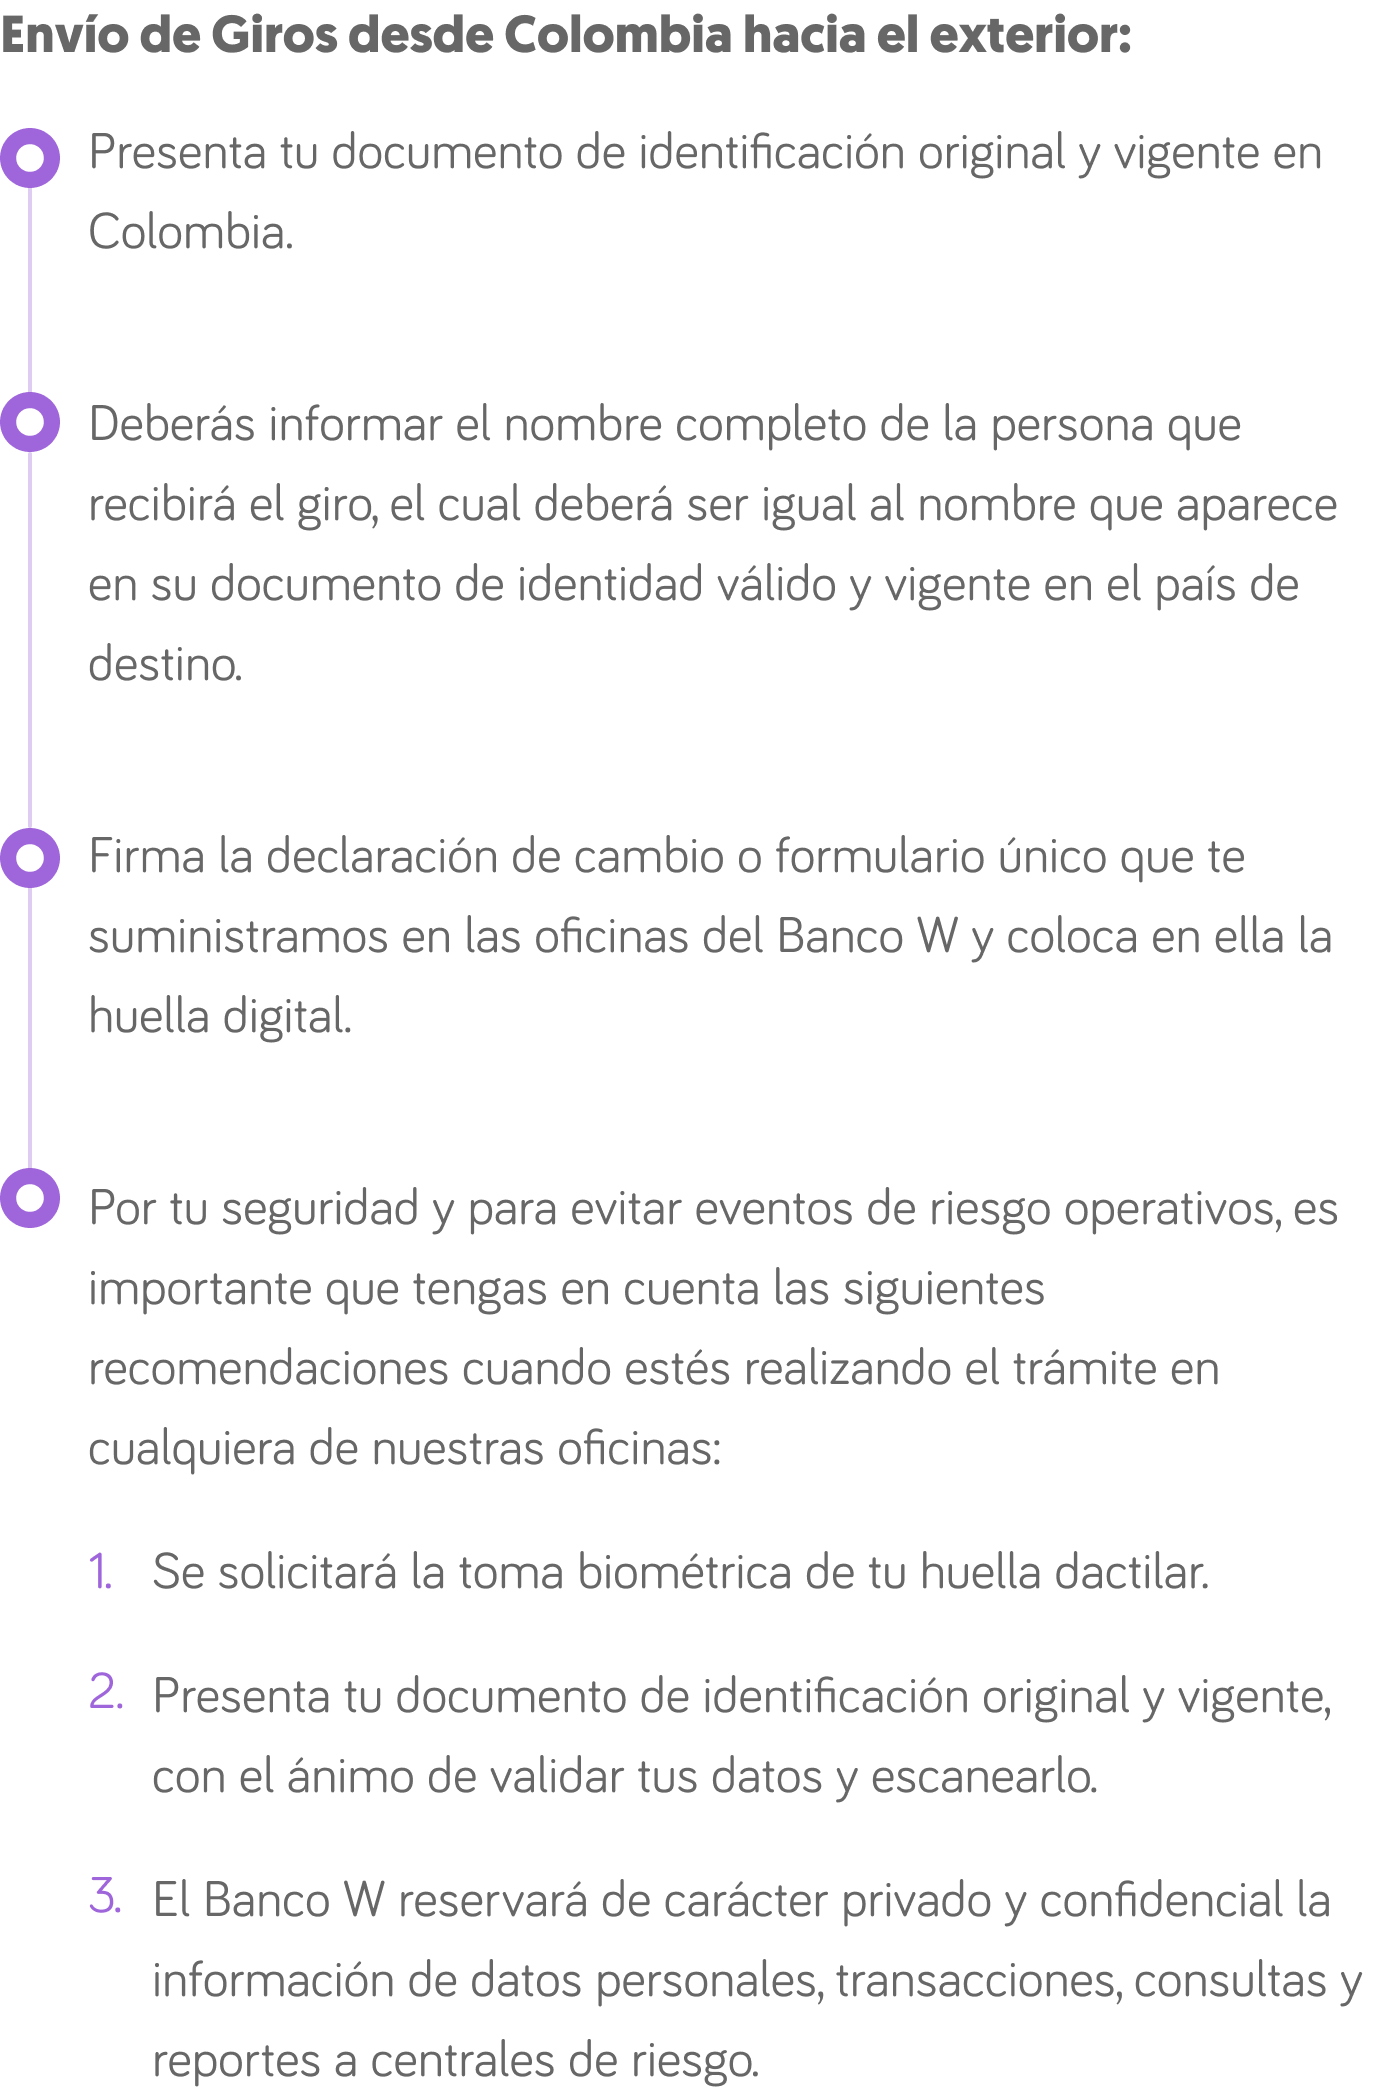 Envío de Giros desde Colombia hacia el exterior:
Presenta tu documento de identificación original y vigente en
Colombia.
Deberás informar el nombre completo de la persona que
recibirá el giro, el cual deberá ser igual al nombre que aparece
en su documento de identidad válido y vigente en el país de
destino.
Firma la declaración de cambio o formulario único que te
suministramos en las oficinas del Banco W y coloca en ella la
huella digital.
Por tu seguridad y para evitar eventos de riesgo operativos, es
importante que tengas en cuenta las siguientes
recomendaciones cuando estés realizando el trámite en
cualquiera de nuestras oficinas:
1. Se solicitará la toma biométrica de tu huella dactilar.
2. Presenta tu documento de identificación original y vigente,
con el ánimo de validar tus datos y escanearlo.
3. El Banco W reservará de carácter privado y confidencial la
información de datos personales, transacciones, consultas y
reportes a centrales de riesgo.